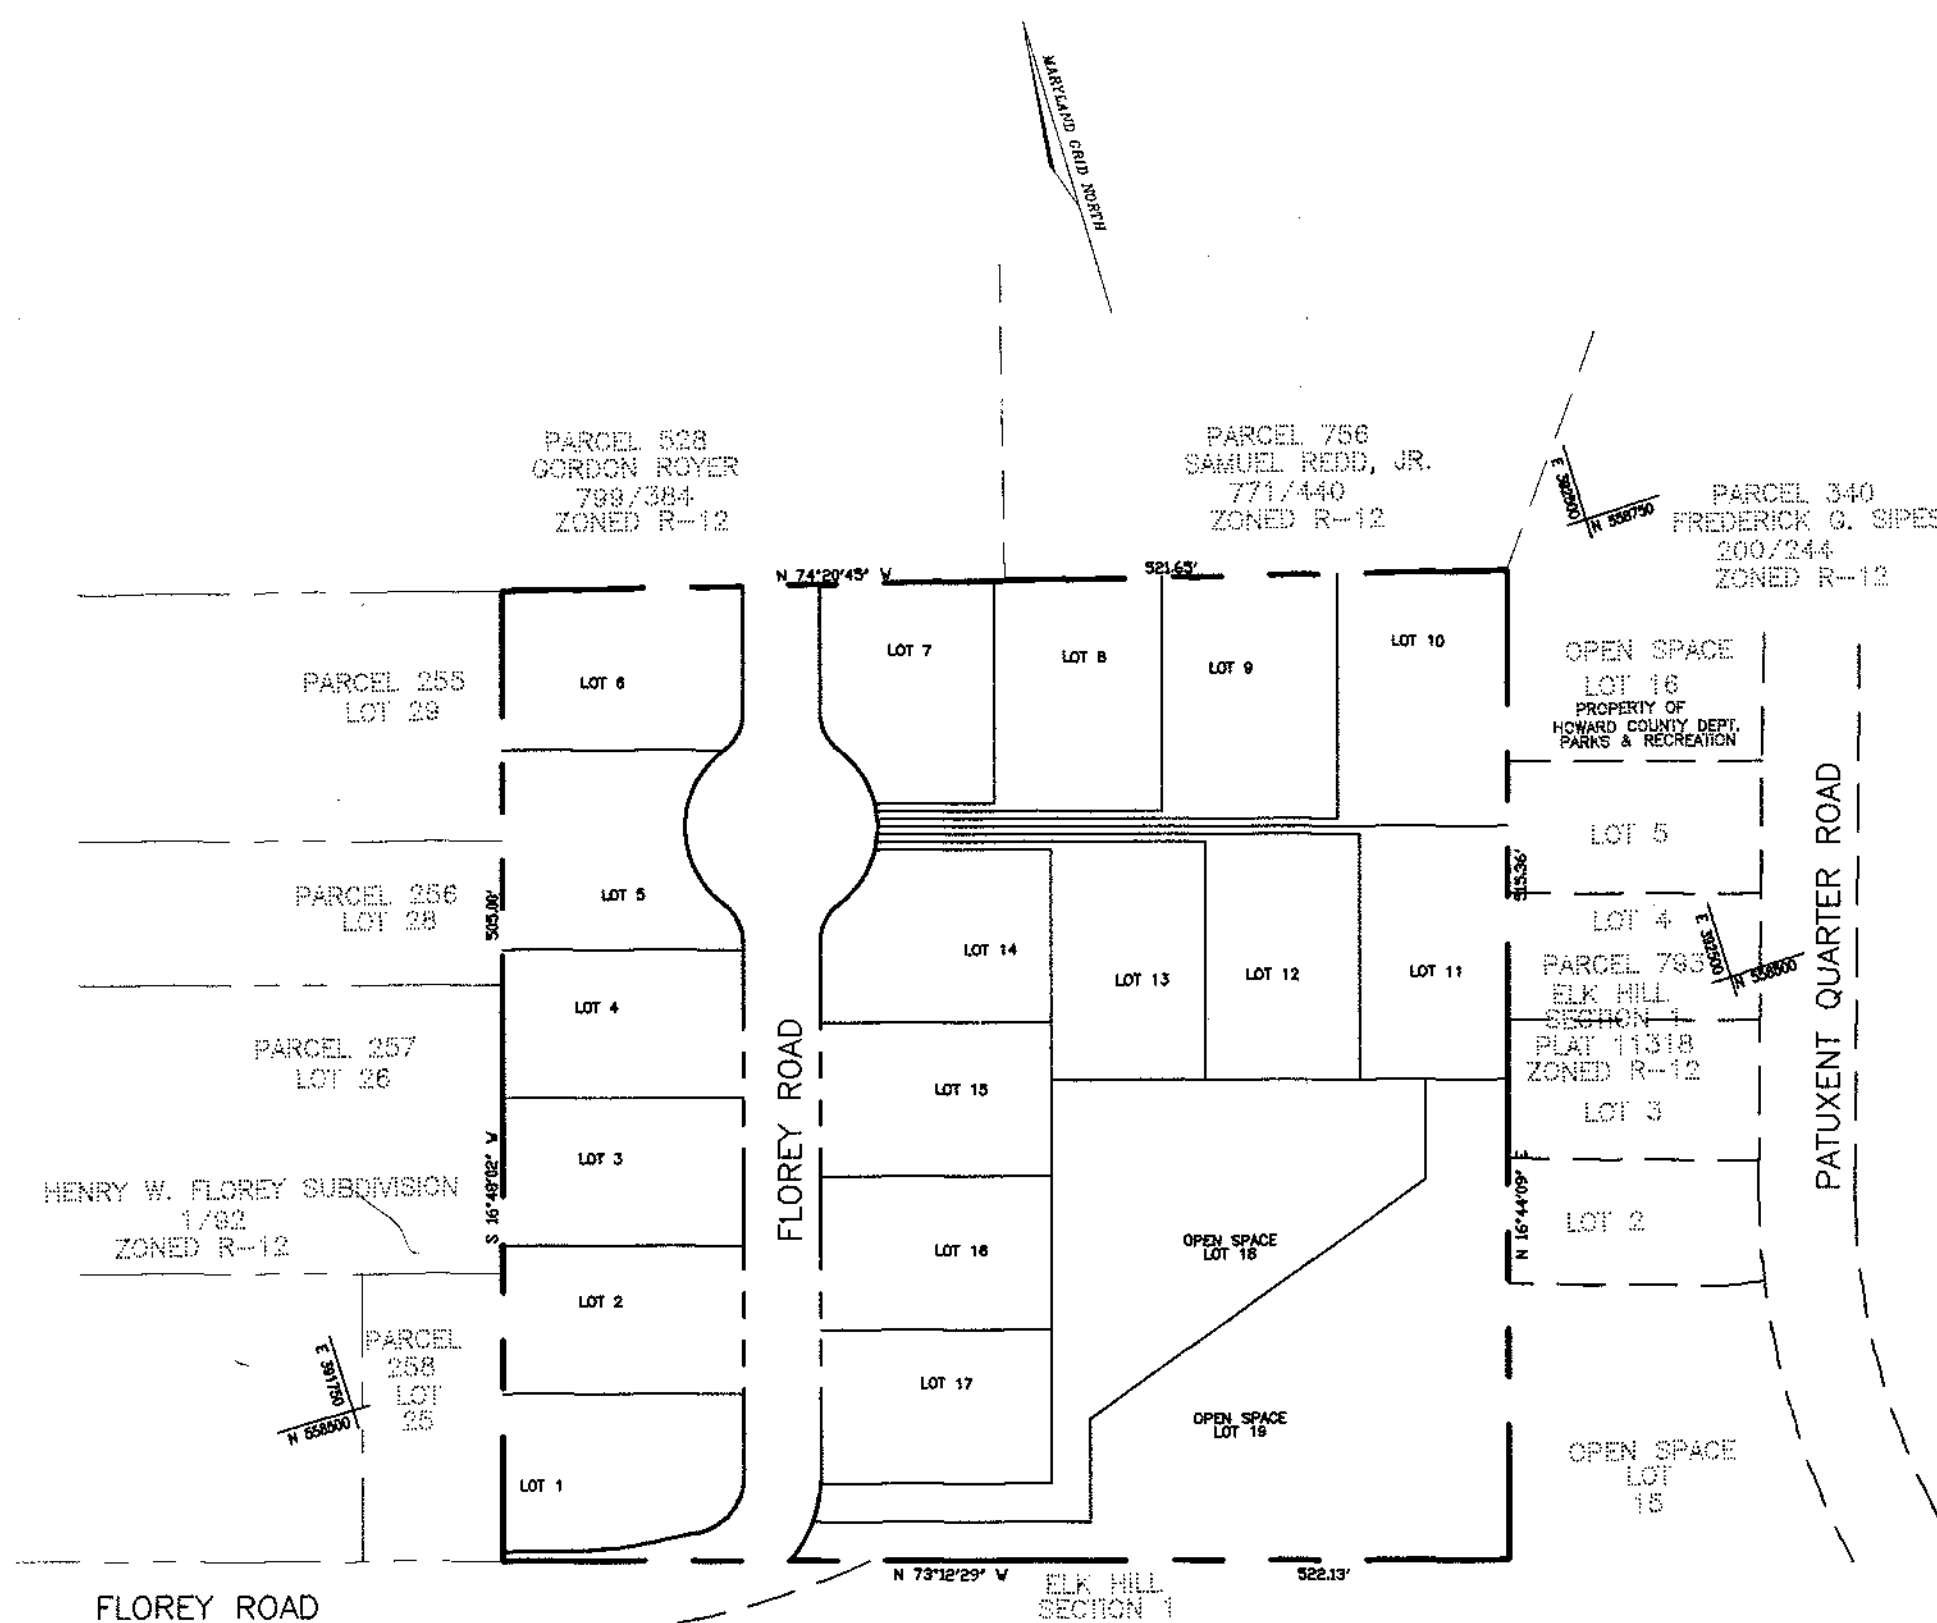 MARYLAND GRID NORTH
PARCEL 528
GORDON ROYER
799/384
ZONED R-12
PARCEL 756
SAMUEL REDD, JR.
771/440
ZONED R-12
E 392500
N 558750
PARCEL 340
FREDERICK G. SIPES
200/244
ZONED R-12
N 74°20'45" W
521.65'
LOT 6
LOT 7
LOT 8
LOT 9
LOT 10
PARCEL 255
LOT 29
OPEN SPACE
LOT 16
PROPERTY OF
HOWARD COUNTY DEPT.
PARKS & RECREATION
PARCEL 256
LOT 28
505.00'
LOT 5
LOT 14
LOT 13
LOT 12
LOT 11
515.36'
LOT 5
LOT 4
PARCEL 793
ELK HILL
SECTION 1
PLAT 11318
ZONED R-12
LOT 3
E 392500
N 558500
PATUXENT QUARTER ROAD
PARCEL 257
LOT 26
LOT 4
FLOREY ROAD
LOT 15
HENRY W. FLOREY SUBDIVISION
1/92
ZONED R-12
S 16°48'02" W
LOT 3
LOT 16
OPEN SPACE
LOT 18
N 16°44'09" E
LOT 2
PARCEL
258
LOT
25
E 391750
N 558500
LOT 2
LOT 17
OPEN SPACE
LOT 19
OPEN SPACE
LOT
15
LOT 1
N 73°12'29" W
522.13'
ELK HILL
SECTION 1
FLOREY ROAD